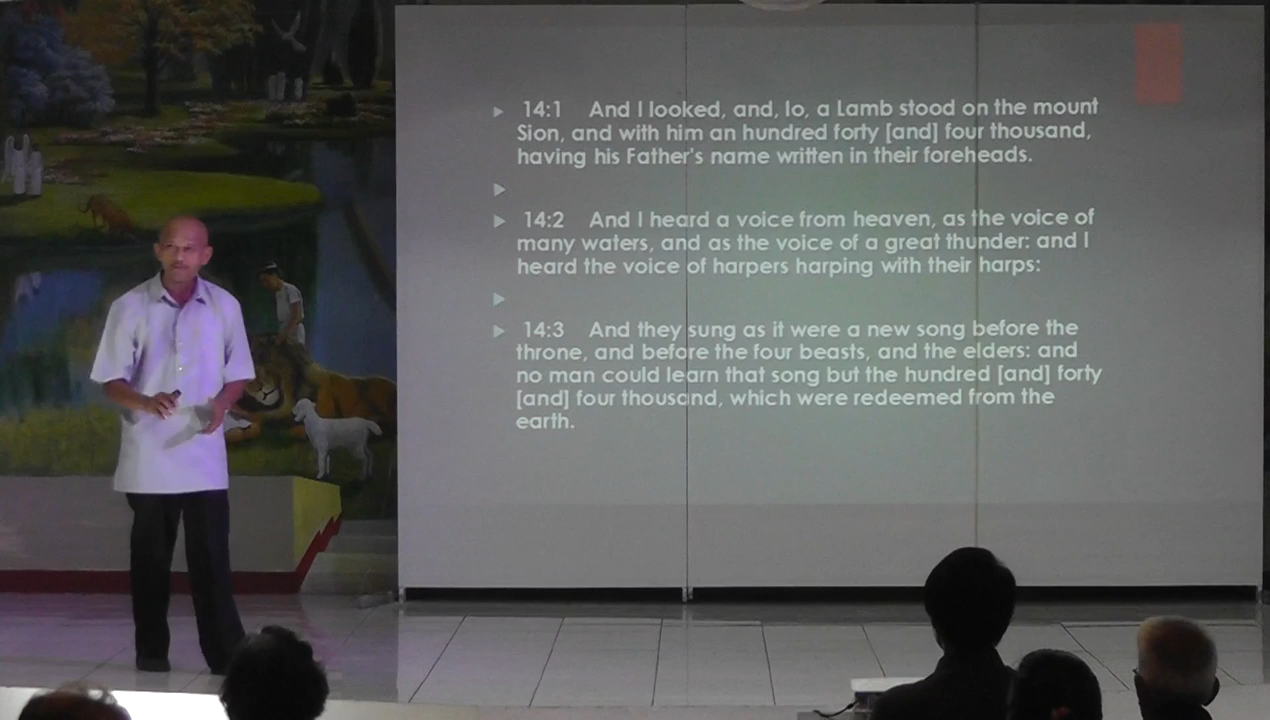 14:1 And I looked, and, lo, a Lamb stood on the mount
Sion, and with him an hundred forty [and] four thousand,
having his Father's name written in their foreheads.
14:2 And I heard a voice from heaven, as the voice of
many waters, and as the voice of a great thunder: and I
heard the voice of harpers harping with their harps:
14:3 And they sung as it were a new song before the
throne, and before the four beasts, and the elders: and
no man could learn that song but the hundred [and] forty
[and] four thousand, which were redeemed from the
earth.